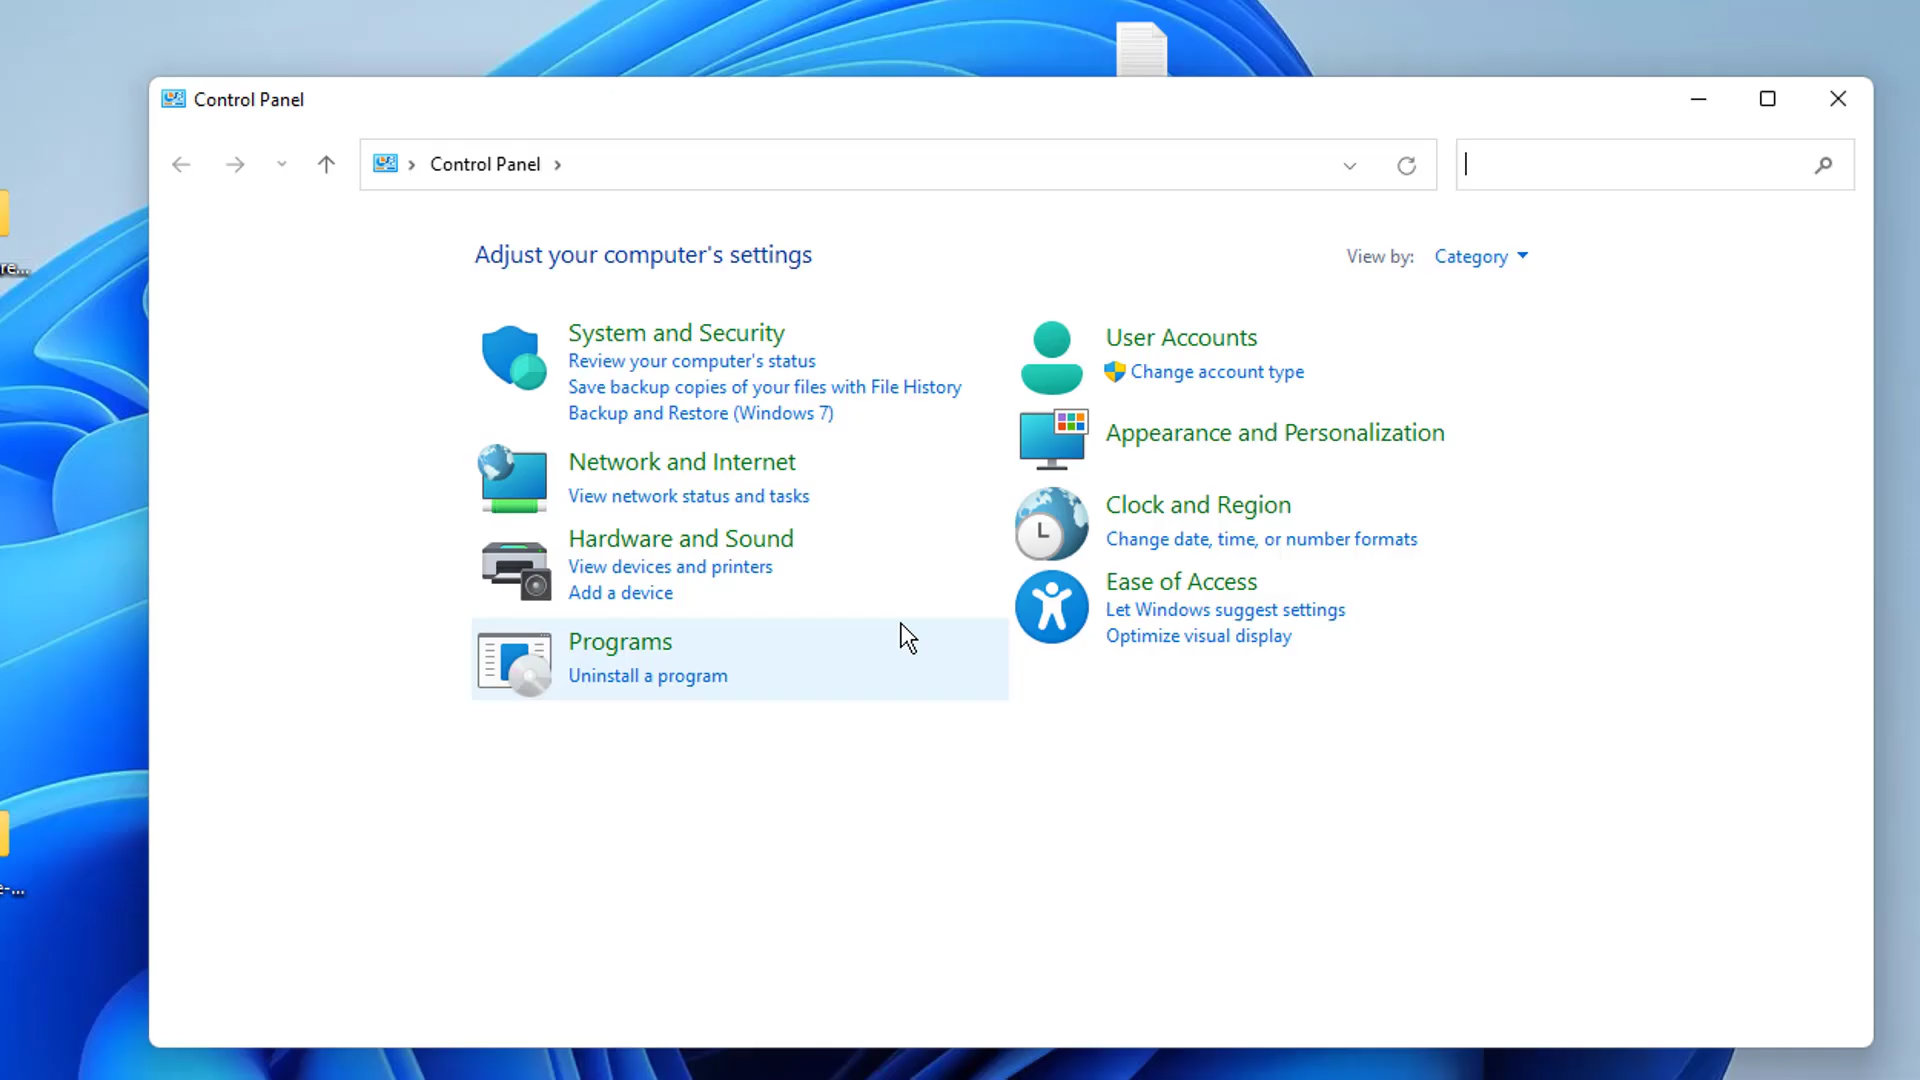 Control Panel
Control Panel
Adjust your computer's settings
View by: Category
System and Security
Review your computer's status
Save backup copies of your files with File History
Backup and Restore (Windows 7)
Network and Internet
View network status and tasks
Hardware and Sound
View devices and printers
Add a device
Programs
Uninstall a program
User Accounts
Change account type
Appearance and Personalization
Clock and Region
Change date, time, or number formats
Ease of Access
Let Windows suggest settings
Optimize visual display
re...